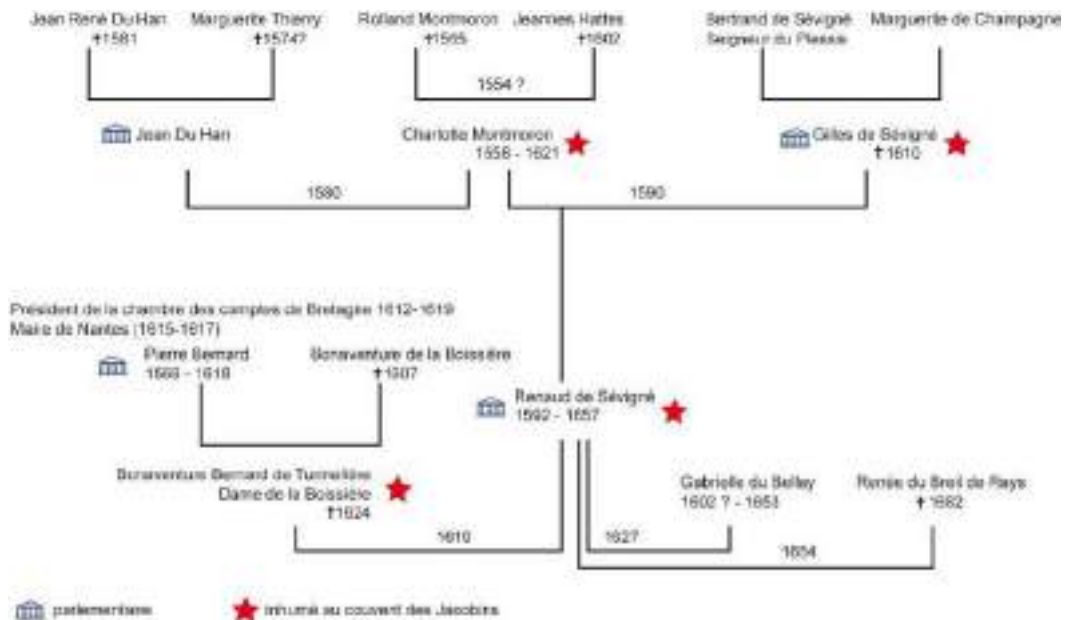 Jean René Du Han
†1581
Marguerite Thierry
†1574?
Rolland Montmoron
†1565
Jeannes Hattes
†1602
Bertrand de Sévigné
Seigneur du Plessis
Marguerite de Champagne
1554 ?
Jean Du Han
Charlotte Montmoron
1558 - 1621
Gilles de Sévigné
†1610
1580
1590
Président de la chambre des comptes de Bretagne 1612-1619
Maire de Nantes (1615-1617)
Pierre Bernard
Bonaventure de la Boissière
†1607
Renaud de Sévigné
1592 - 1657
Bonaventure Bernard de Turmelière
Dame de la Boissière
†1624
Gabrielle du Bellay
1602 ? - 1653
Renée du Breil de Rays
†1662
1610
1627
1654
parlementaire
inhumé au couvent des Jacobins